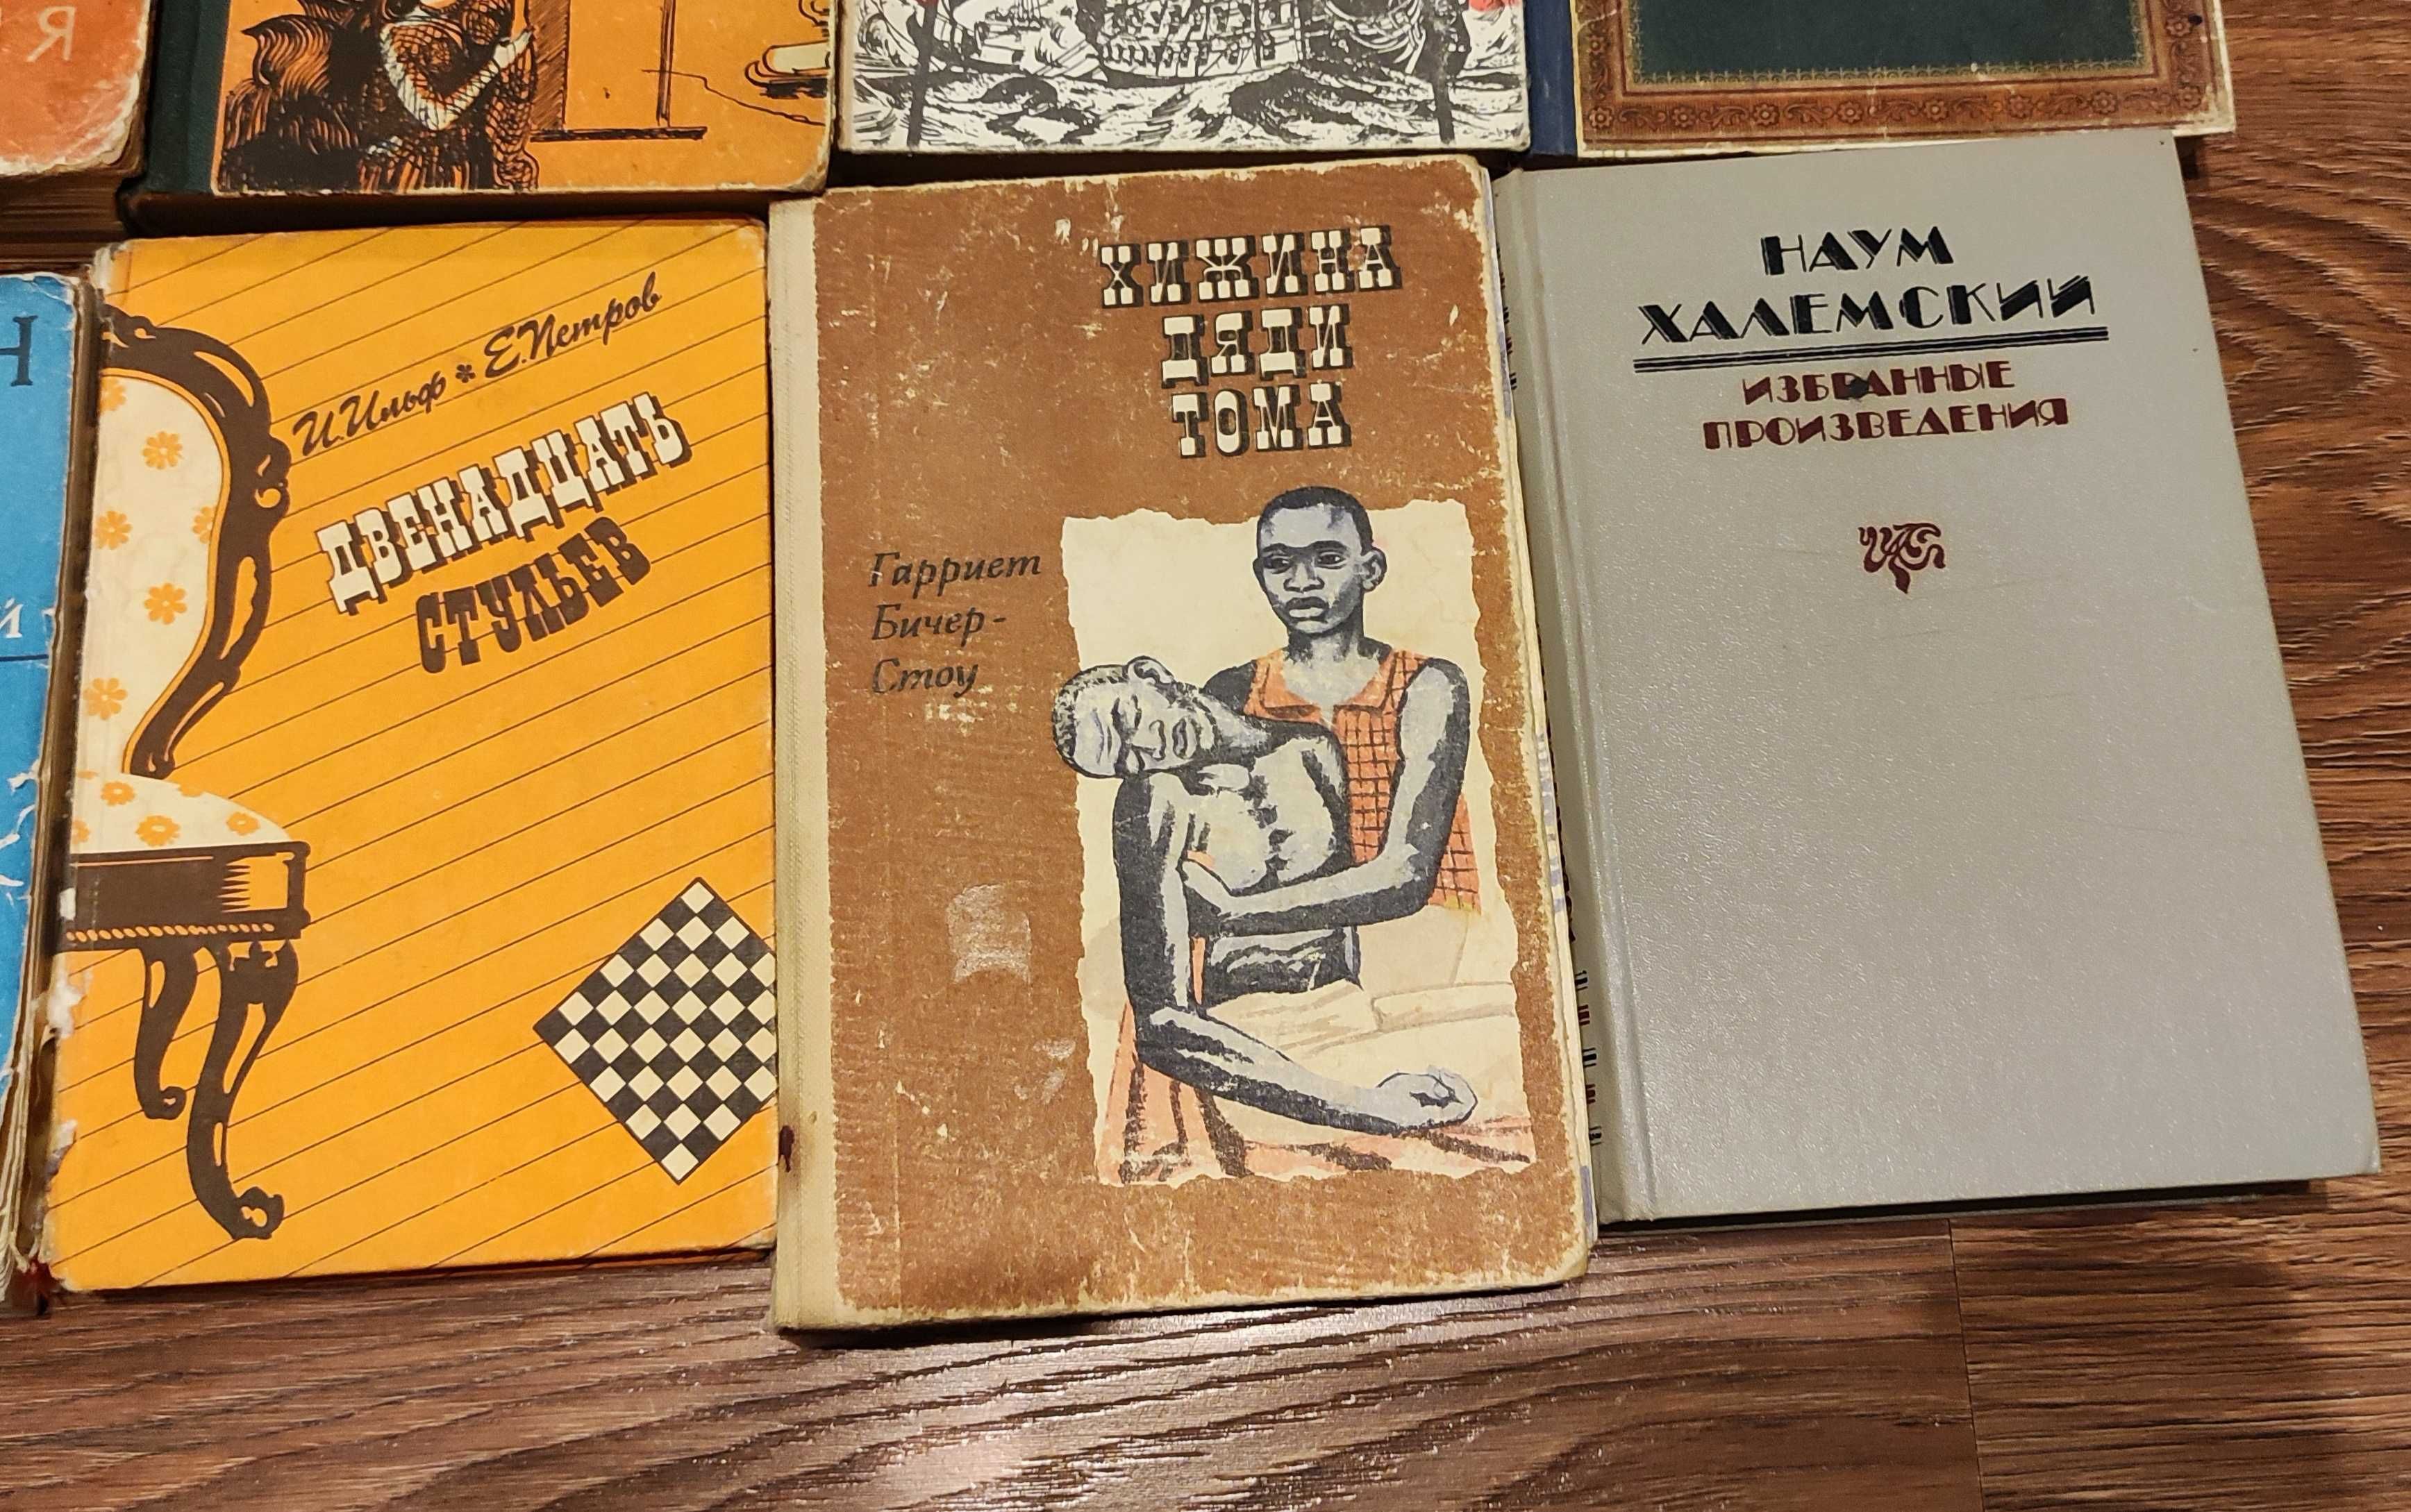 Я
Н
Й
И. Ильф * Е. Петров
ДВЕНАДЦАТЬ
СТУЛЬЕВ
ХИЖИНА
ДЯДИ
ТОМА
Гарриет
Бичер-
Стоу
НАУМ
ХАЛЕМСКИЙ
ИЗБРАННЫЕ
ПРОИЗВЕДЕНИЯ